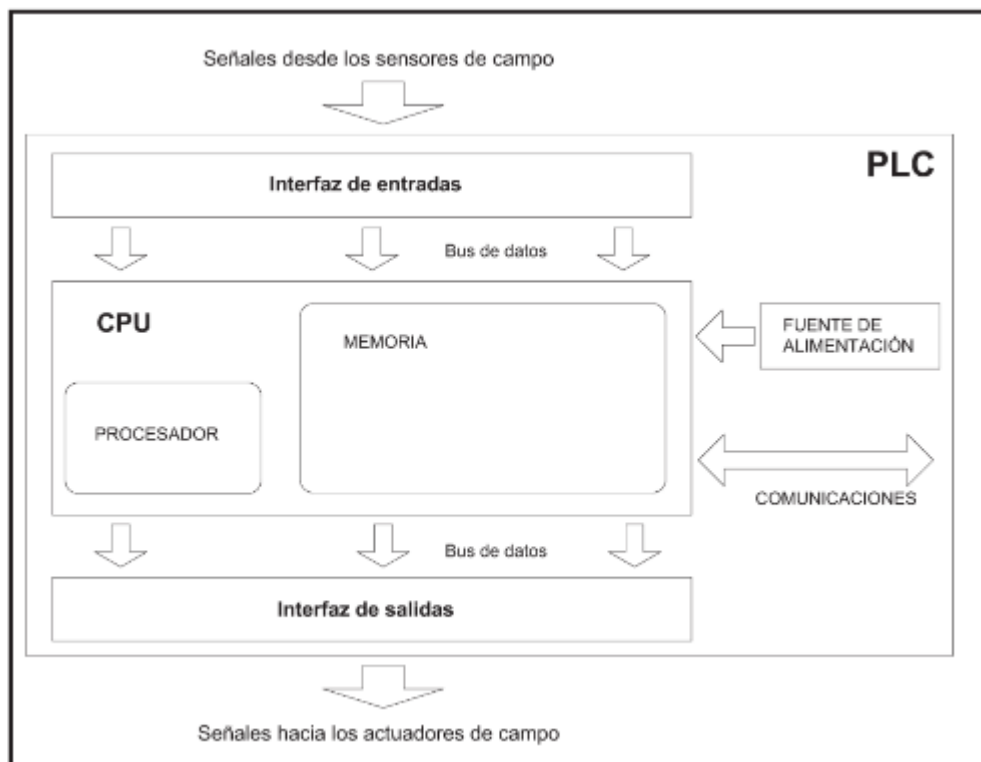 Señales desde los sensores de campo
PLC
Interfaz de entradas
Bus de datos
CPU
MEMORIA
PROCESADOR
FUENTE DE
ALIMENTACIÓN
COMUNICACIONES
Bus de datos
Interfaz de salidas
Señales hacia los actuadores de campo